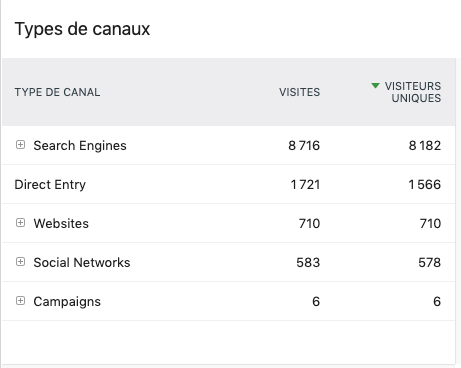 Types de canaux
TYPE DE CANAL VISITES VISITEURS UNIQUES
Search Engines 8 716 8 182
Direct Entry 1 721 1 566
Websites 710 710
Social Networks 583 578
Campaigns 6 6